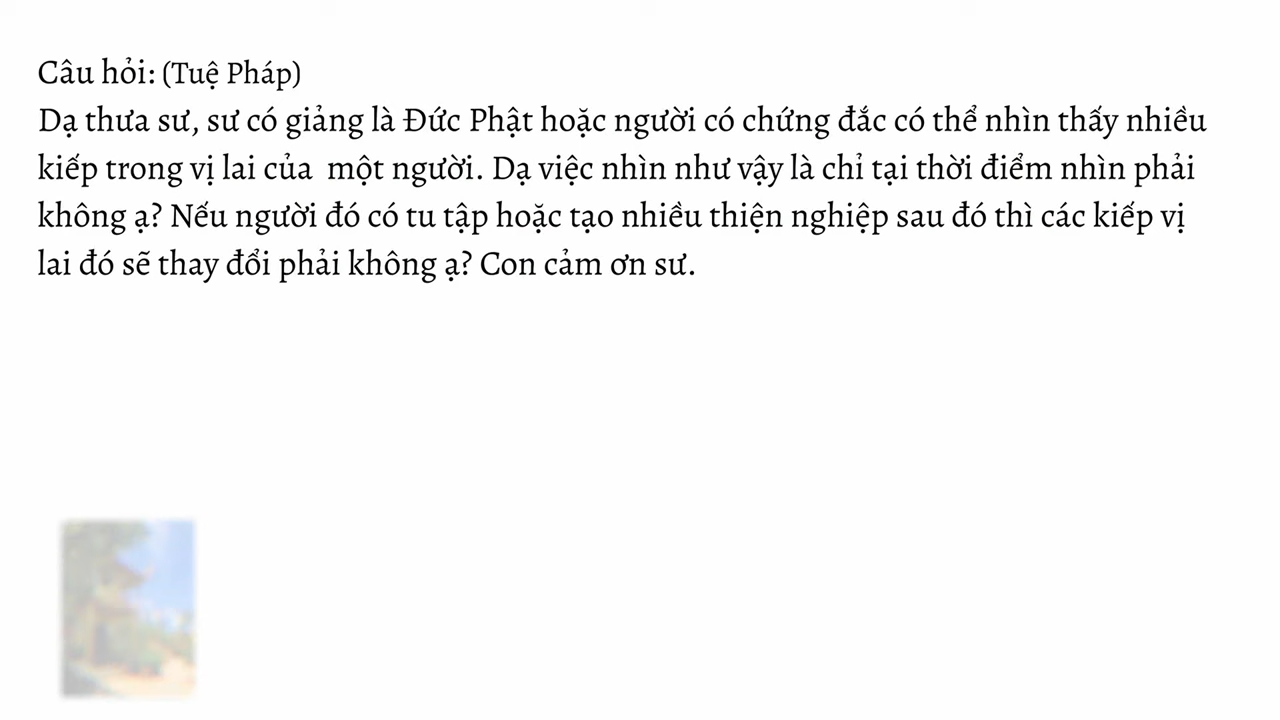 Câu hỏi: (Tuệ Pháp)
Dạ thưa sư, sư có giảng là Đức Phật hoặc người có chứng đắc có thể nhìn thấy nhiều
kiếp trong vị lai của  một người. Dạ việc nhìn như vậy là chỉ tại thời điểm nhìn phải
không ạ? Nếu người đó có tu tập hoặc tạo nhiều thiện nghiệp sau đó thì các kiếp vị
lai đó sẽ thay đổi phải không ạ? Con cảm ơn sư.